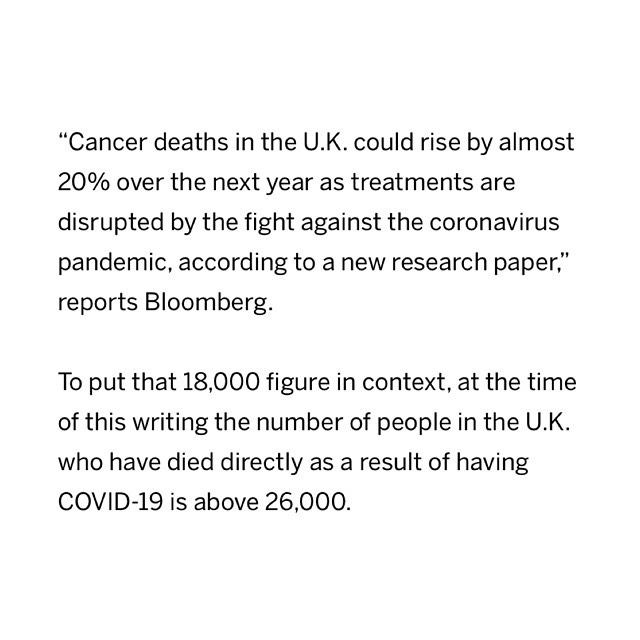 “Cancer deaths in the U.K. could rise by almost
20% over the next year as treatments are
disrupted by the fight against the coronavirus
pandemic, according to a new research paper,”
reports Bloomberg.
To put that 18,000 figure in context, at the time
of this writing the number of people in the U.K.
who have died directly as a result of having
COVID-19 is above 26,000.